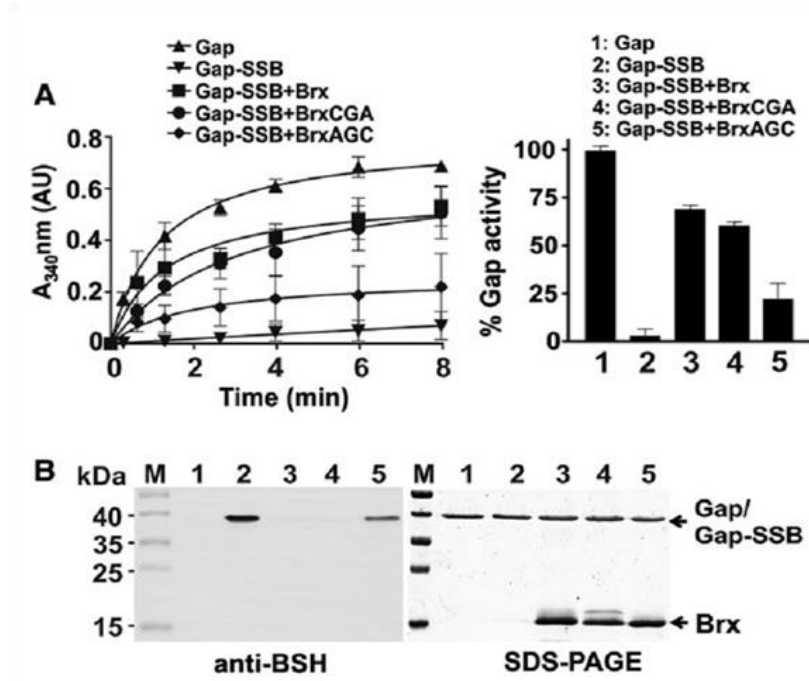 A
Gap
Gap-SSB
Gap-SSB+Brx
Gap-SSB+BrxCGA
Gap-SSB+BrxAGC
A340nm (AU)
0.8
0.6
0.4
0.2
0
0 2 4 6 8
Time (min)
1: Gap
2: Gap-SSB
3: Gap-SSB+Brx
4: Gap-SSB+BrxCGA
5: Gap-SSB+BrxAGC
% Gap activity
100
75
50
25
0
1 2 3 4 5
B kDa M 1 2 3 4 5 M 1 2 3 4 5
40
35
25
15
Gap/
Gap-SSB
Brx
anti-BSH SDS-PAGE